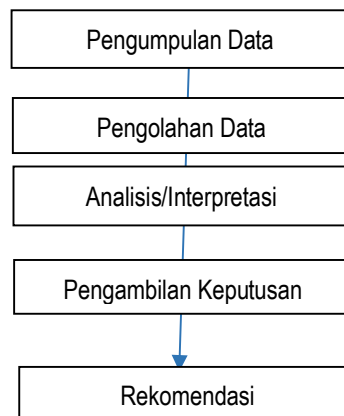 Pengumpulan Data
Pengolahan Data
Analisis/Interpretasi
Pengambilan Keputusan
Rekomendasi